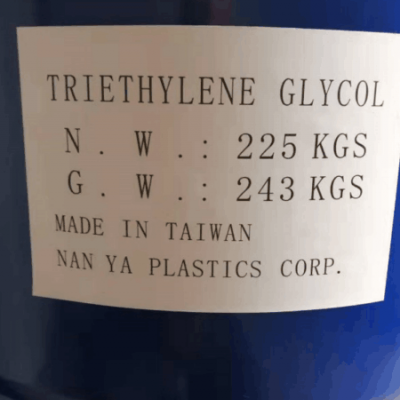 TRIETHYLENE GLYCOL
N. W.: 225 KGS
G. W.: 243 KGS
MADE IN TAIWAN
NAN YA PLASTICS CORP.